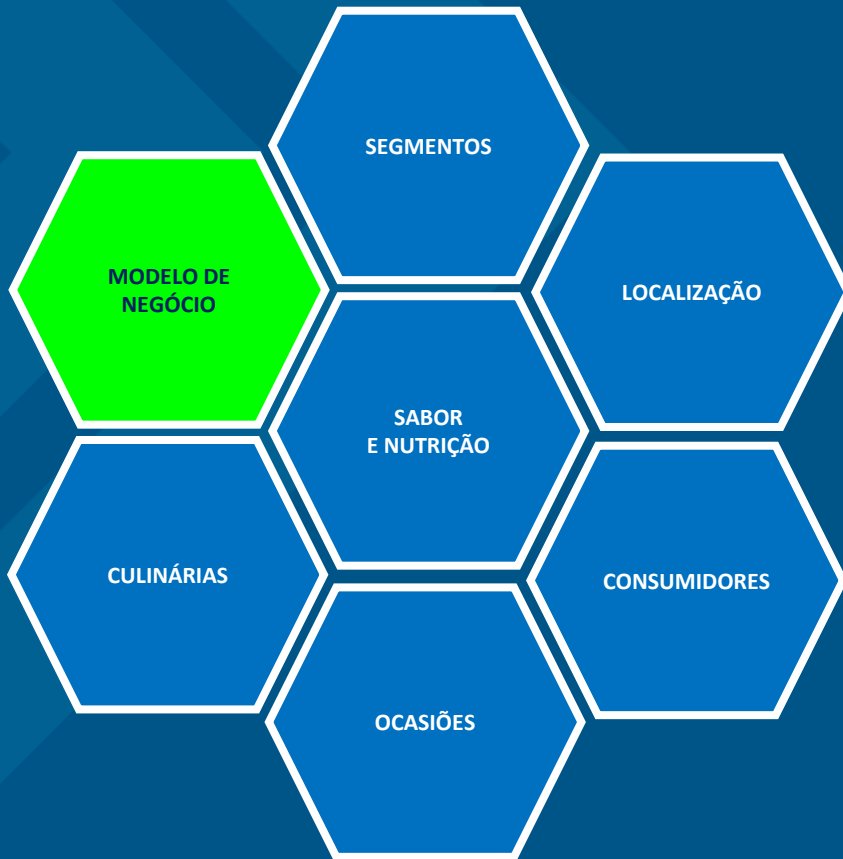 SEGMENTOS
MODELO DE
NEGÓCIO
LOCALIZAÇÃO
SABOR
E NUTRIÇÃO
CULINÁRIAS
CONSUMIDORES
OCASIÕES